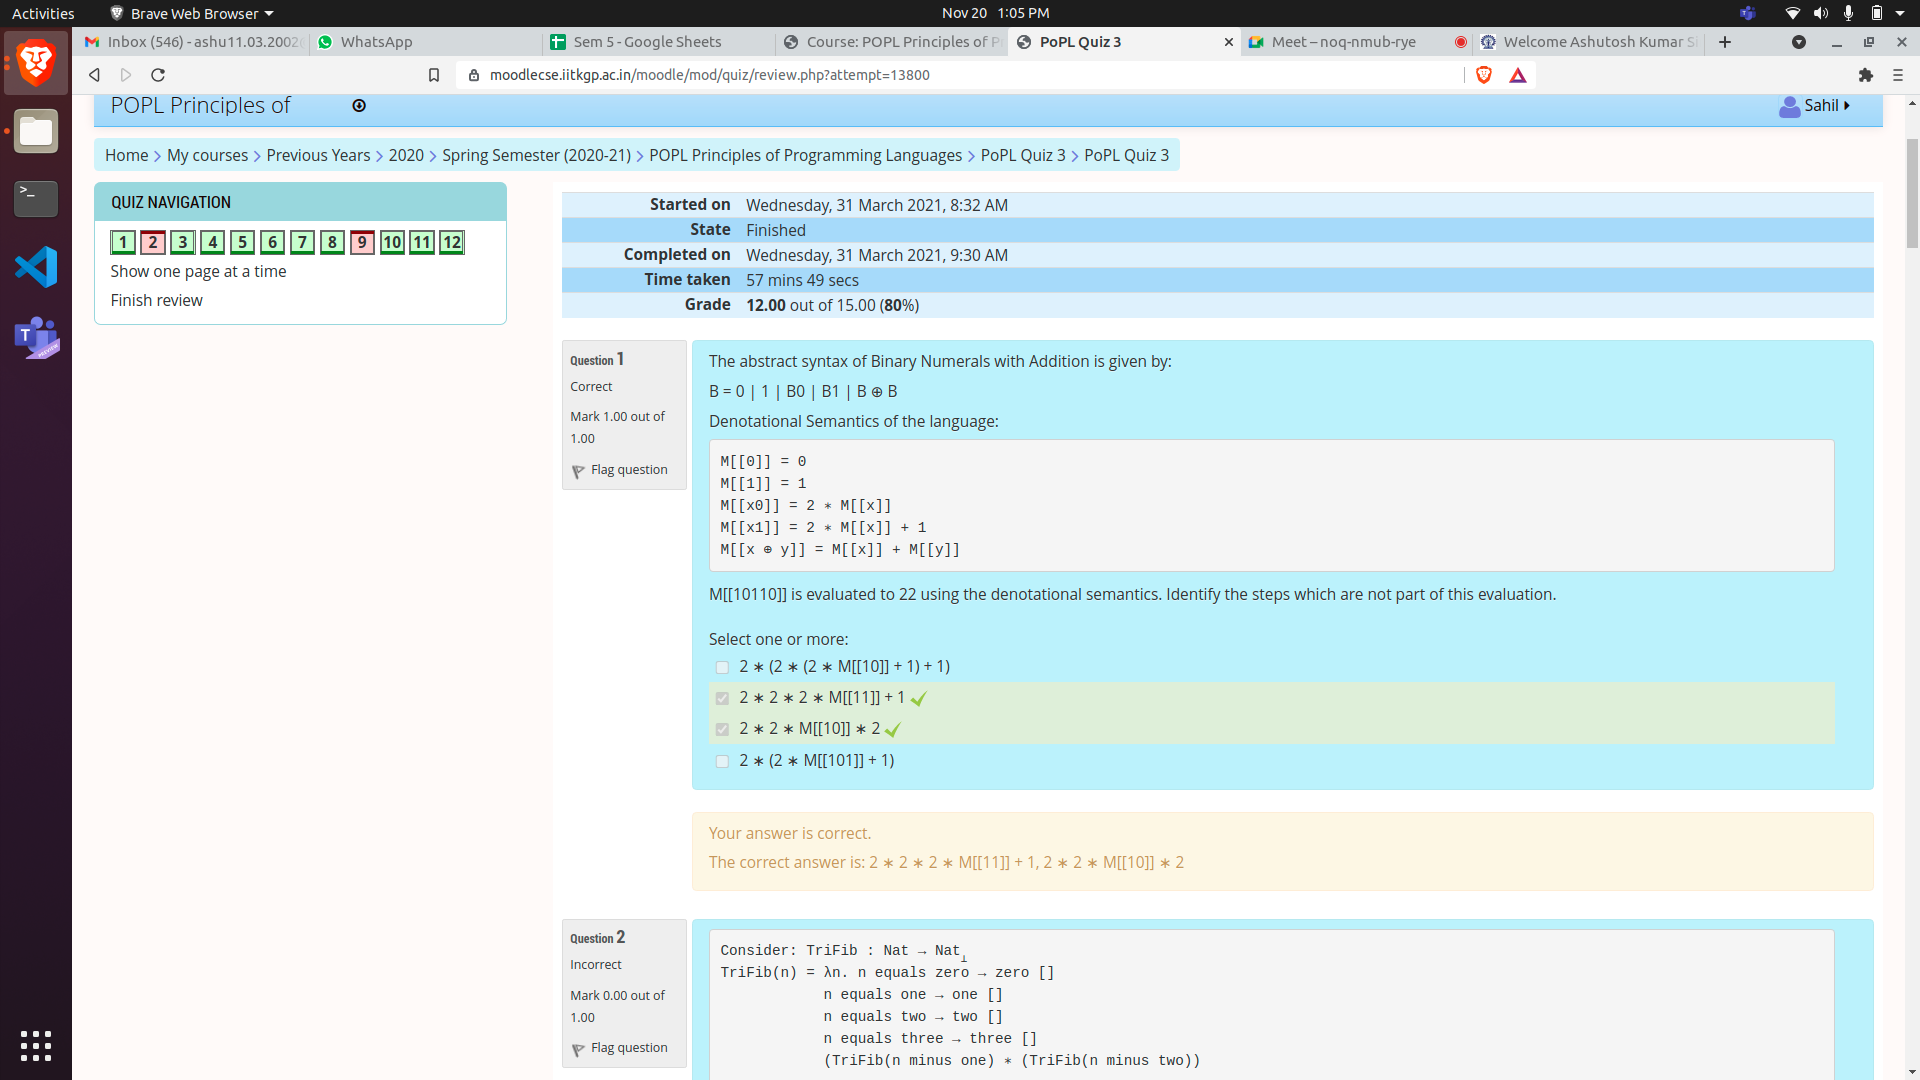 Activities
Brave Web Browser
Nov 20 1:05 PM
Inbox (546) - ashu11.03.2002
WhatsApp
Sem 5 - Google Sheets
Course: POPL Principles of P
PoPL Quiz 3
Meet – noq-nmub-rye
Welcome Ashutosh Kumar Si
moodlecse.iitkgp.ac.in/moodle/mod/quiz/review.php?attempt=13800
POPL Principles of
Sahil
Home > My courses > Previous Years > 2020 > Spring Semester (2020-21) > POPL Principles of Programming Languages > PoPL Quiz 3 > PoPL Quiz 3
QUIZ NAVIGATION
1 2 3 4 5 6 7 8 9 10 11 12
Show one page at a time
Finish review
Started on Wednesday, 31 March 2021, 8:32 AM
State Finished
Completed on Wednesday, 31 March 2021, 9:30 AM
Time taken 57 mins 49 secs
Grade 12.00 out of 15.00 (80%)
Question 1
Correct
Mark 1.00 out of
1.00
Flag question
The abstract syntax of Binary Numerals with Addition is given by:
B = 0 | 1 | B0 | B1 | B ⊕ B
Denotational Semantics of the language:
M[[0]] = 0
M[[1]] = 1
M[[x0]] = 2 ∗ M[[x]]
M[[x1]] = 2 ∗ M[[x]] + 1
M[[x ⊕ y]] = M[[x]] + M[[y]]
M[[10110]] is evaluated to 22 using the denotational semantics. Identify the steps which are not part of this evaluation.
Select one or more:
2 ∗ (2 ∗ (2 ∗ M[[10]] + 1) + 1)
2 ∗ 2 ∗ 2 ∗ M[[11]] + 1
2 ∗ 2 ∗ M[[10]] ∗ 2
2 ∗ (2 ∗ M[[101]] + 1)
Your answer is correct.
The correct answer is: 2 ∗ 2 ∗ 2 ∗ M[[11]] + 1, 2 ∗ 2 ∗ M[[10]] ∗ 2
Question 2
Incorrect
Mark 0.00 out of
1.00
Flag question
Consider: TriFib : Nat → Nat⊥
TriFib(n) = λn. n equals zero → zero []
n equals one → one []
n equals two → two []
n equals three → three []
(TriFib(n minus one) ∗ (TriFib(n minus two))